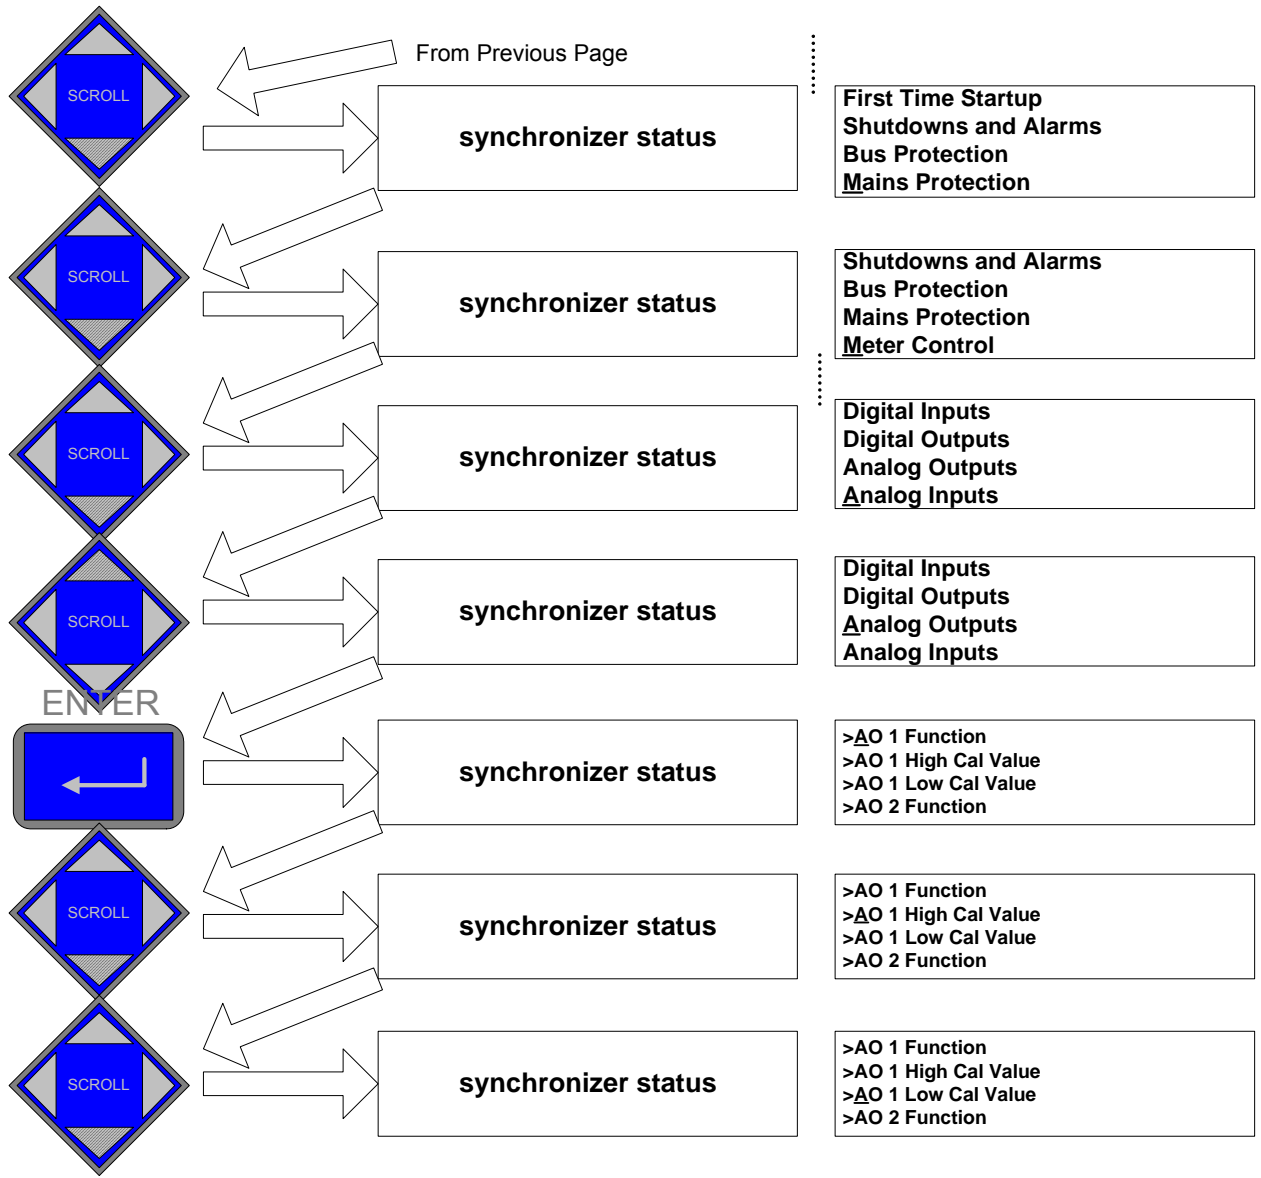 From Previous Page
SCROLL
synchronizer status
First Time Startup
Shutdowns and Alarms
Bus Protection
Mains Protection
SCROLL
synchronizer status
Shutdowns and Alarms
Bus Protection
Mains Protection
Meter Control
SCROLL
synchronizer status
Digital Inputs
Digital Outputs
Analog Outputs
Analog Inputs
SCROLL
synchronizer status
Digital Inputs
Digital Outputs
Analog Outputs
Analog Inputs
ENTER
synchronizer status
>AO 1 Function
>AO 1 High Cal Value
>AO 1 Low Cal Value
>AO 2 Function
SCROLL
synchronizer status
>AO 1 Function
>AO 1 High Cal Value
>AO 1 Low Cal Value
>AO 2 Function
SCROLL
synchronizer status
>AO 1 Function
>AO 1 High Cal Value
>AO 1 Low Cal Value
>AO 2 Function